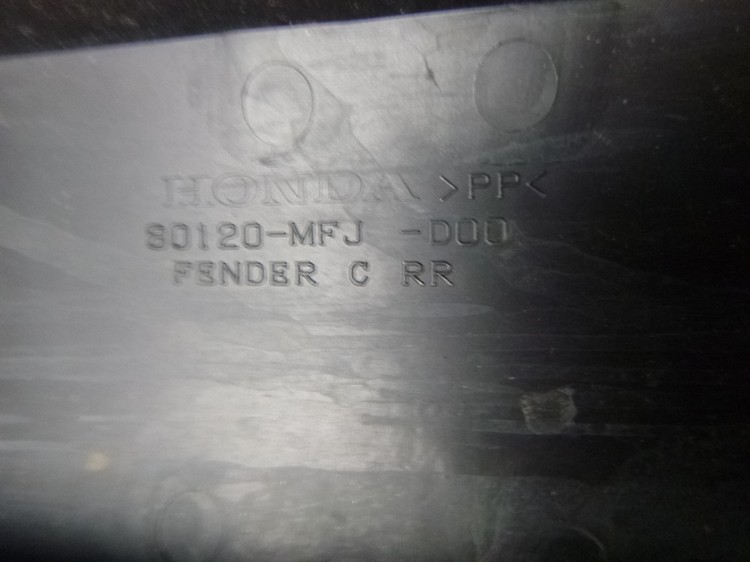 HONDA >PP<
80120-MFJ -D00
FENDER C RR